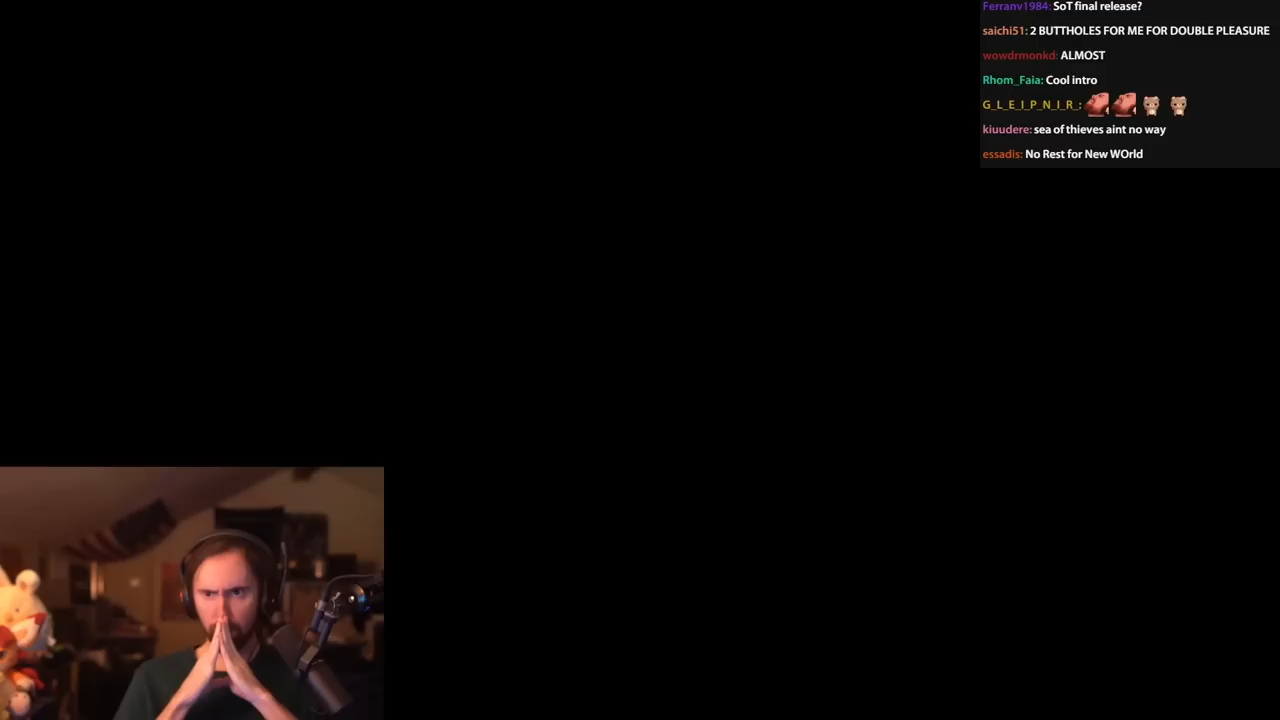 Ferranv1984: SoT final release?
saichi51: 2 BUTTHOLES FOR ME FOR DOUBLE PLEASURE
wowdrmonkd: ALMOST
Rhom_Faia: Cool intro
G_L_E_I_P_N_I_R_:
kiuudere: sea of thieves aint no way
essadis: No Rest for New WOrld